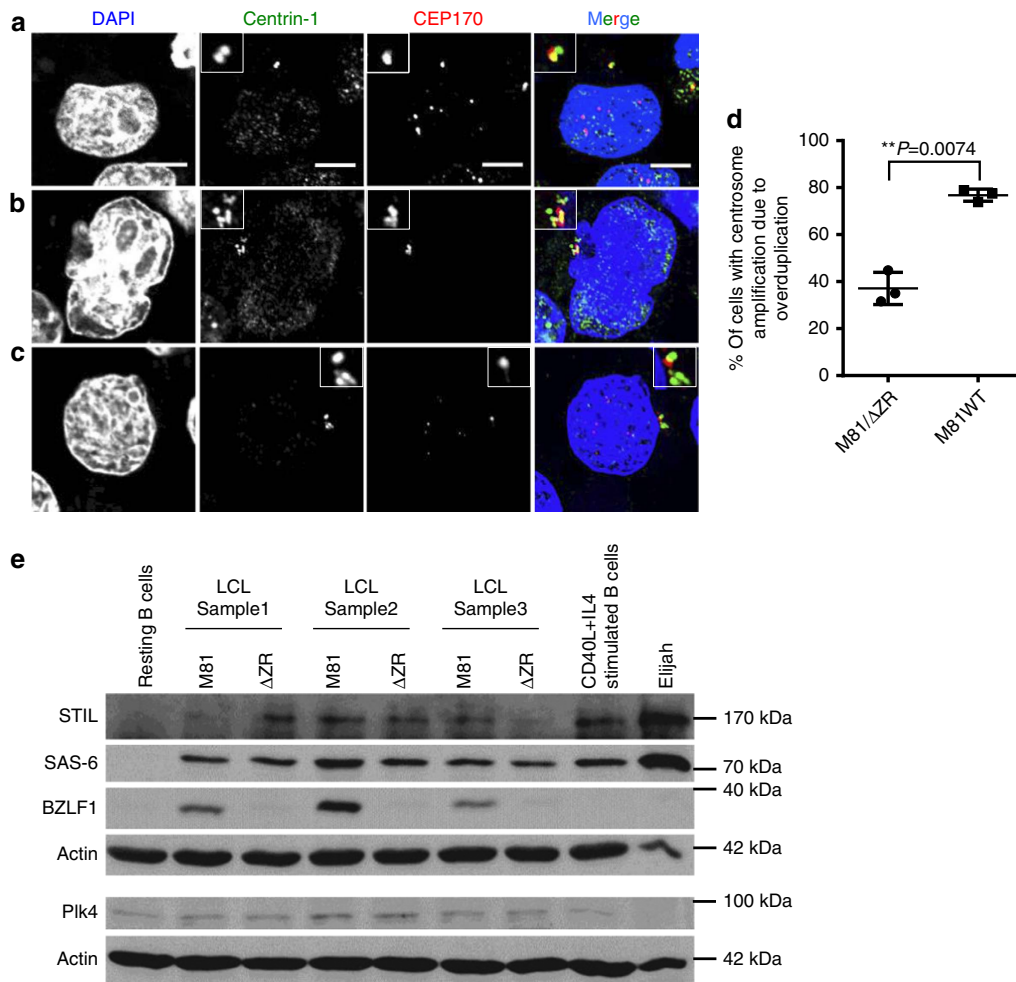 a
DAPI
Centrin-1
CEP170
Merge
b
c
d
% Of cells with centrosome
amplification due to
overduplication
100
80
60
40
20
0
**P=0.0074
M81/ΔZR
M81WT
e
Resting B cells
LCL
Sample1
M81
ΔZR
LCL
Sample2
M81
ΔZR
LCL
Sample3
M81
ΔZR
CD40L+IL4
stimulated B cells
Elijah
STIL
170 kDa
SAS-6
70 kDa
BZLF1
40 kDa
Actin
42 kDa
Plk4
100 kDa
Actin
42 kDa